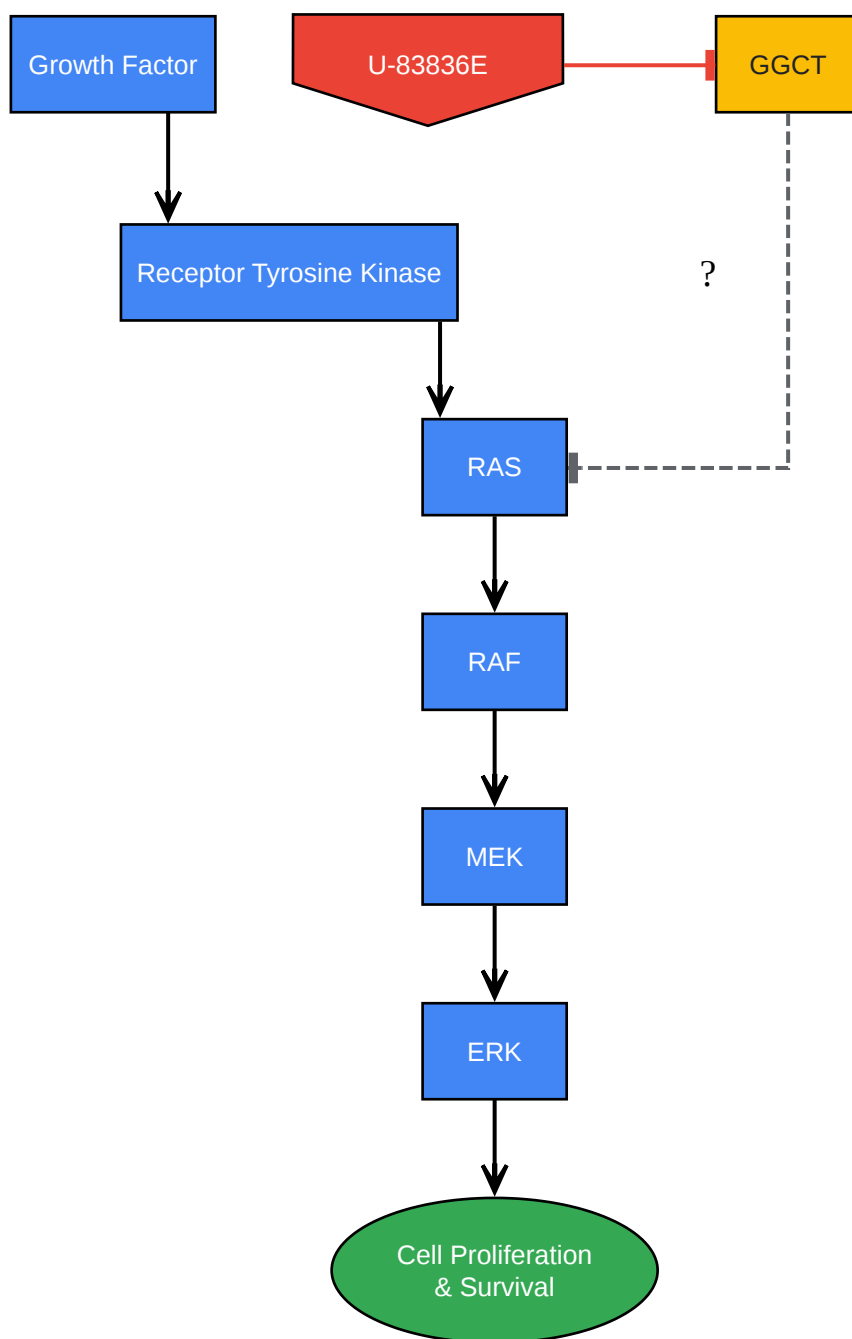 Growth Factor
U-83836E
GGCT
Receptor Tyrosine Kinase
?
RAS
RAF
MEK
ERK
Cell Proliferation
& Survival